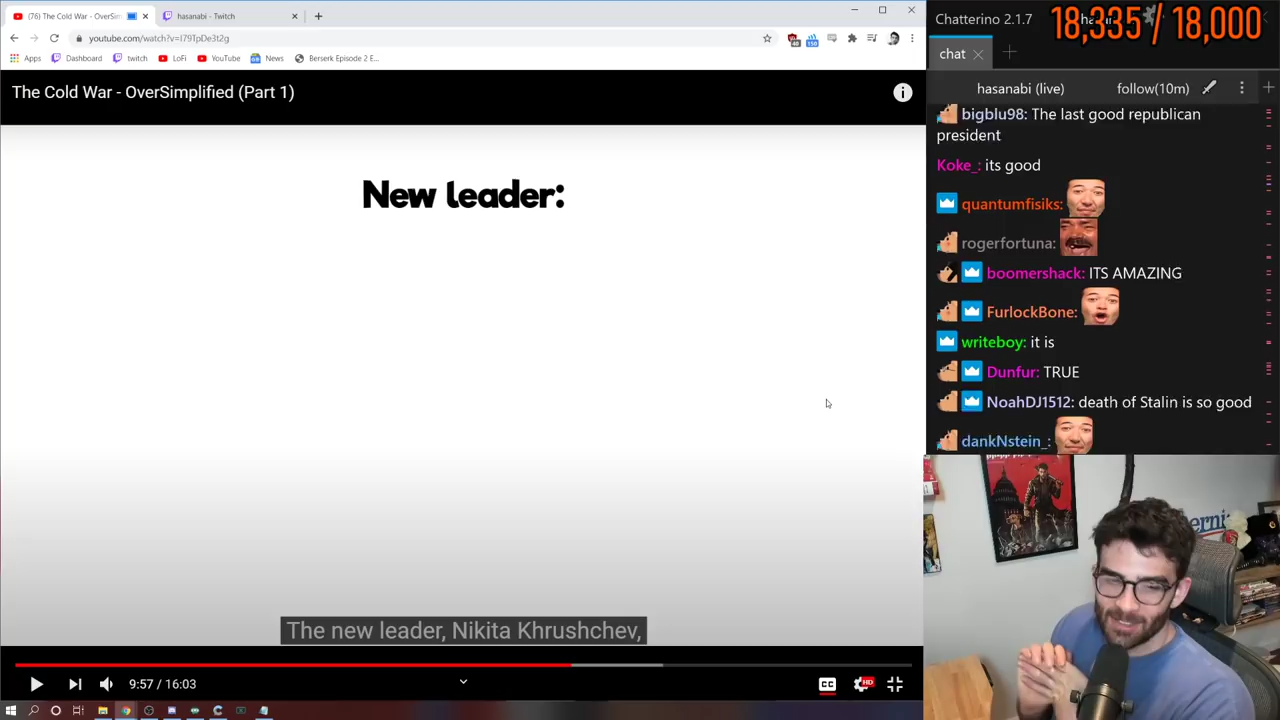 (76) The Cold War - OverSim
hasanabi - Twitch
youtube.com/watch?v=I79TpDe3t2g
Apps
Dashboard
twitch
LoFi
YouTube
News
Berserk Episode 2 E...
The Cold War - OverSimplified (Part 1)
New leader:
The new leader, Nikita Khrushchev,
9:57 / 16:03
CC
HD
Chatterino 2.1.7
18,335 / 18,000
chat
hasanabi (live)
follow(10m)
bigblu98: The last good republican
president
Koke_: its good
quantumfisiks:
rogerfortuna:
boomershack: ITS AMAZING
FurlockBone:
writeboy: it is
Dunfur: TRUE
NoahDJ1512: death of Stalin is so good
dankNstein_: